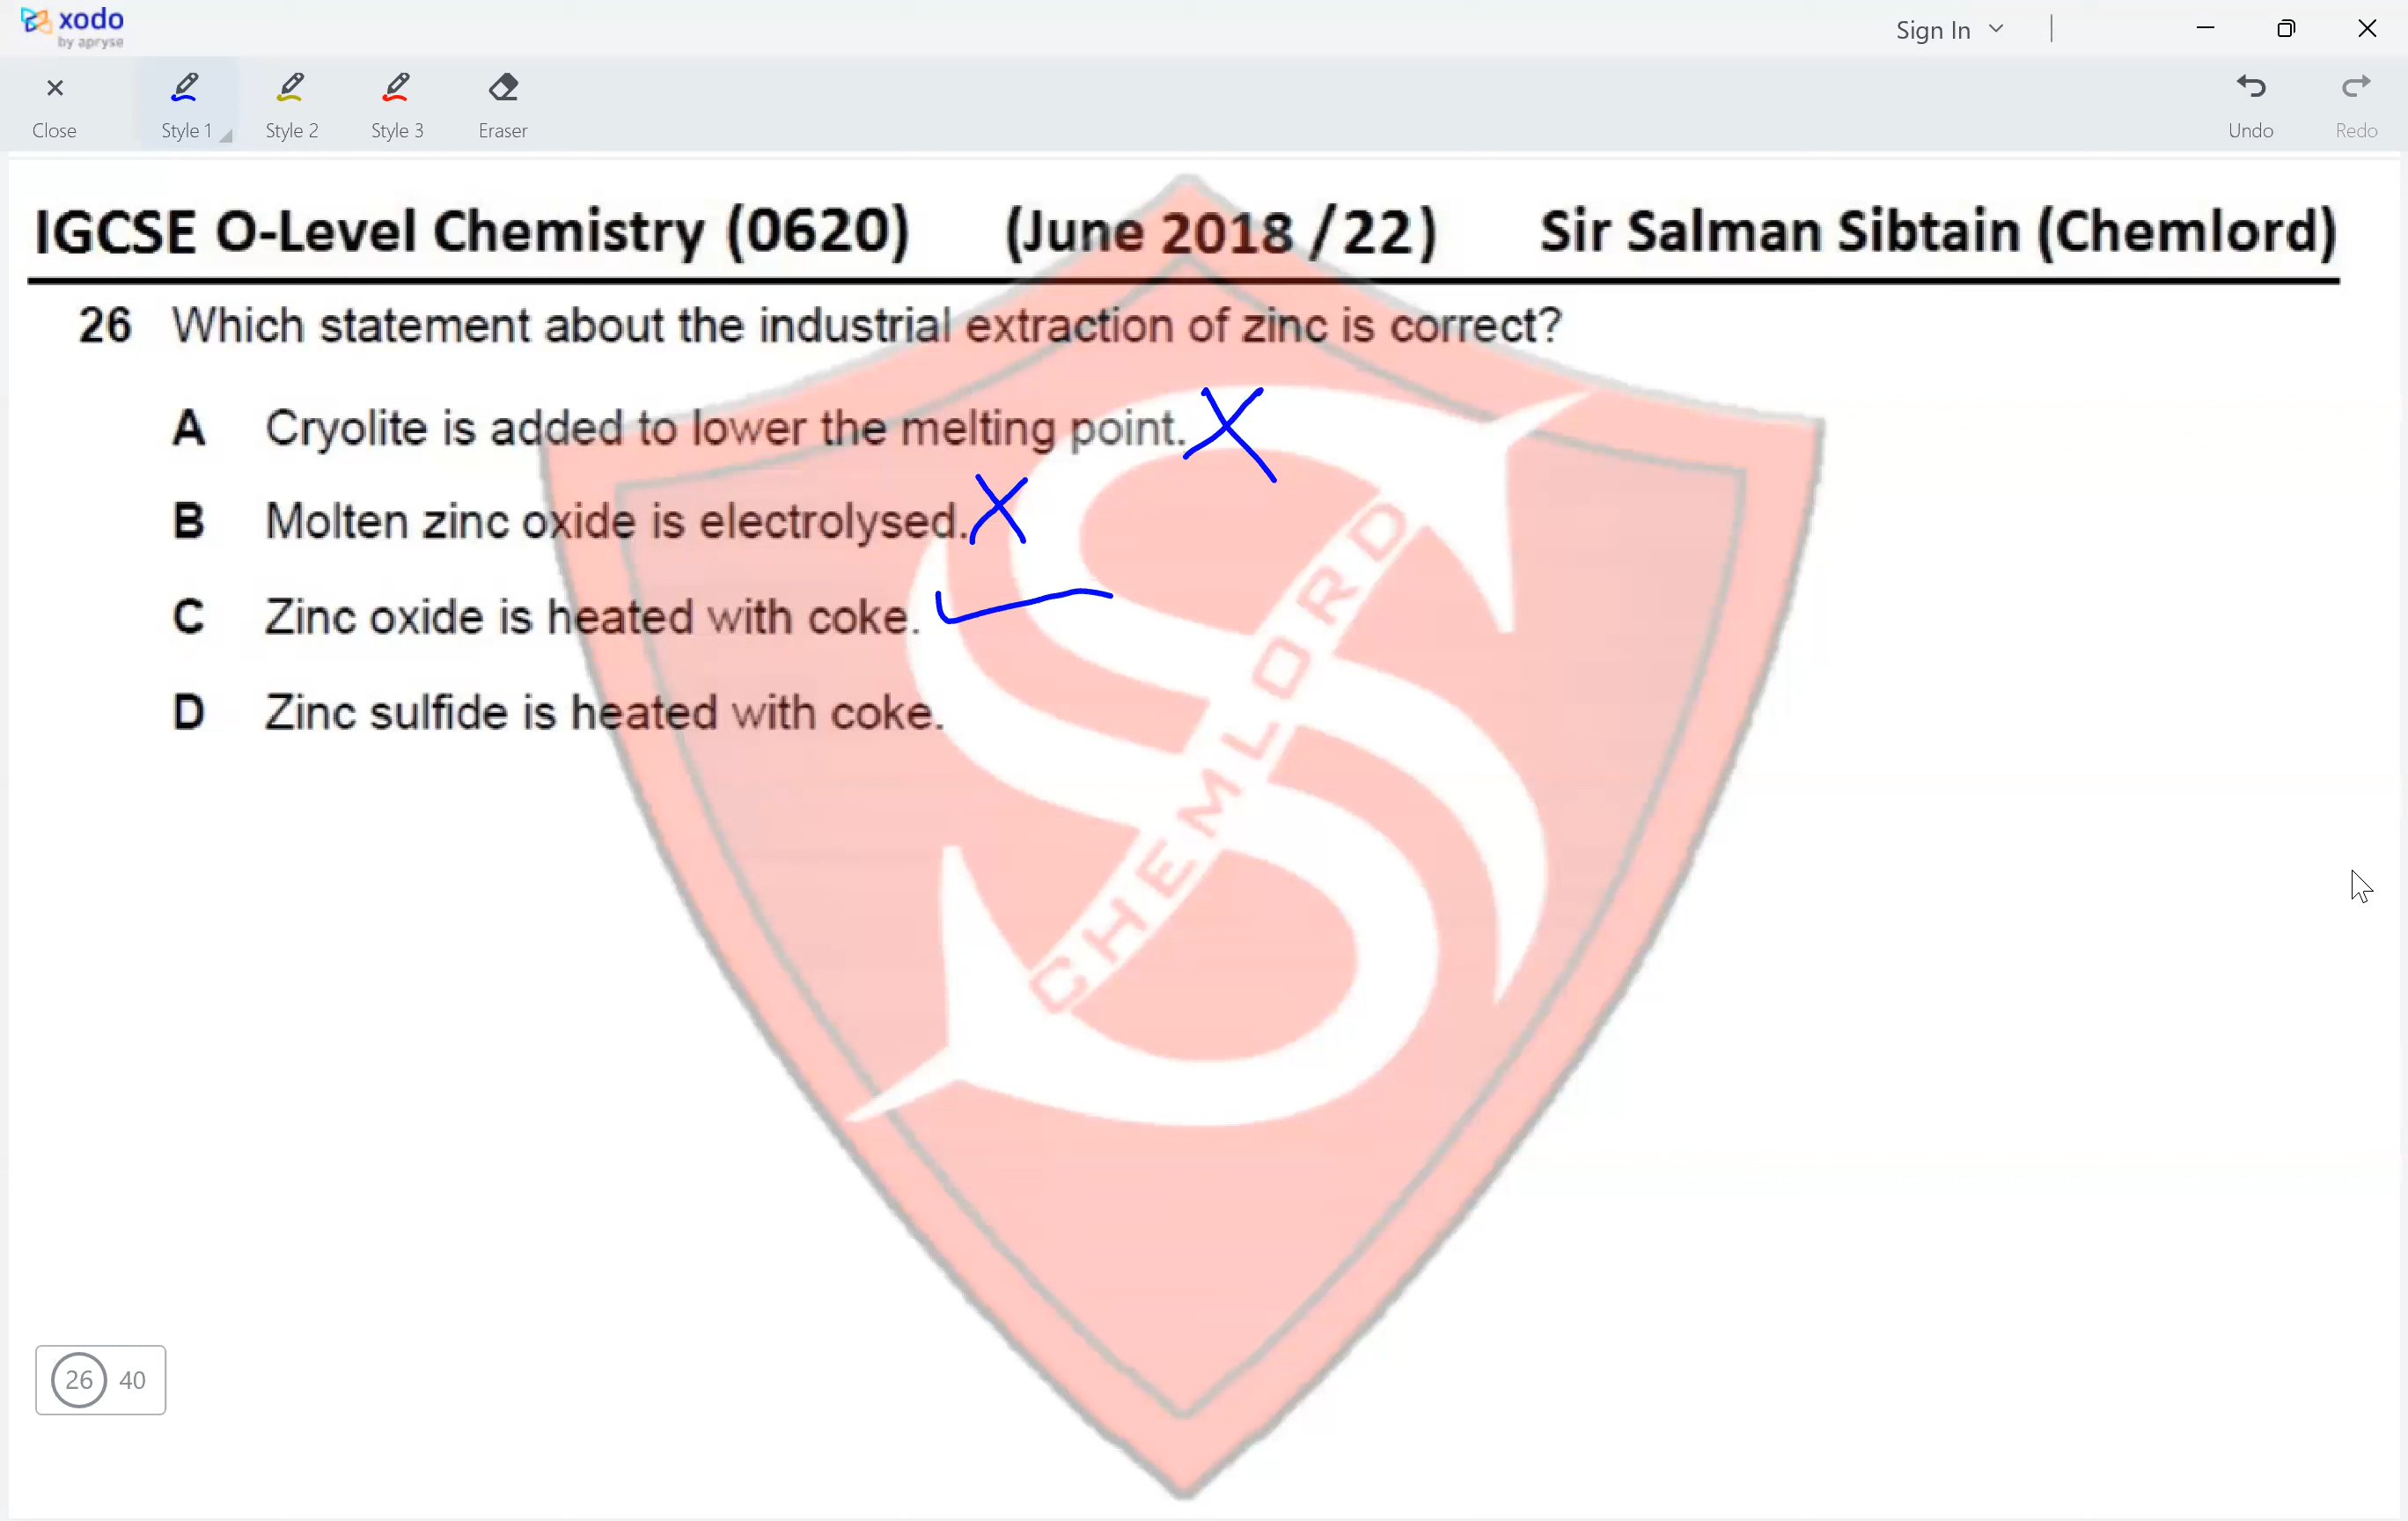 xodo
by apryse
Sign In
Close
Style 1
Style 2
Style 3
Eraser
Undo
Redo
IGCSE O-Level Chemistry (0620) (June 2018 /22) Sir Salman Sibtain (Chemlord)
26 Which statement about the industrial extraction of zinc is correct?
A Cryolite is added to lower the melting point.
B Molten zinc oxide is electrolysed.
C Zinc oxide is heated with coke.
D Zinc sulfide is heated with coke.
CHEMLORD
26 40